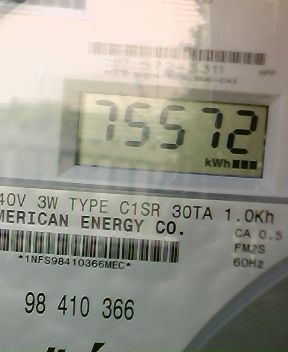 75572
kWh
40V 3W TYPE C1SR 30TA 1.0Kh
MERICAN ENERGY CO.
CA 0.5
FM2S
*1NFS98410366MEC*
60Hz
98 410 366